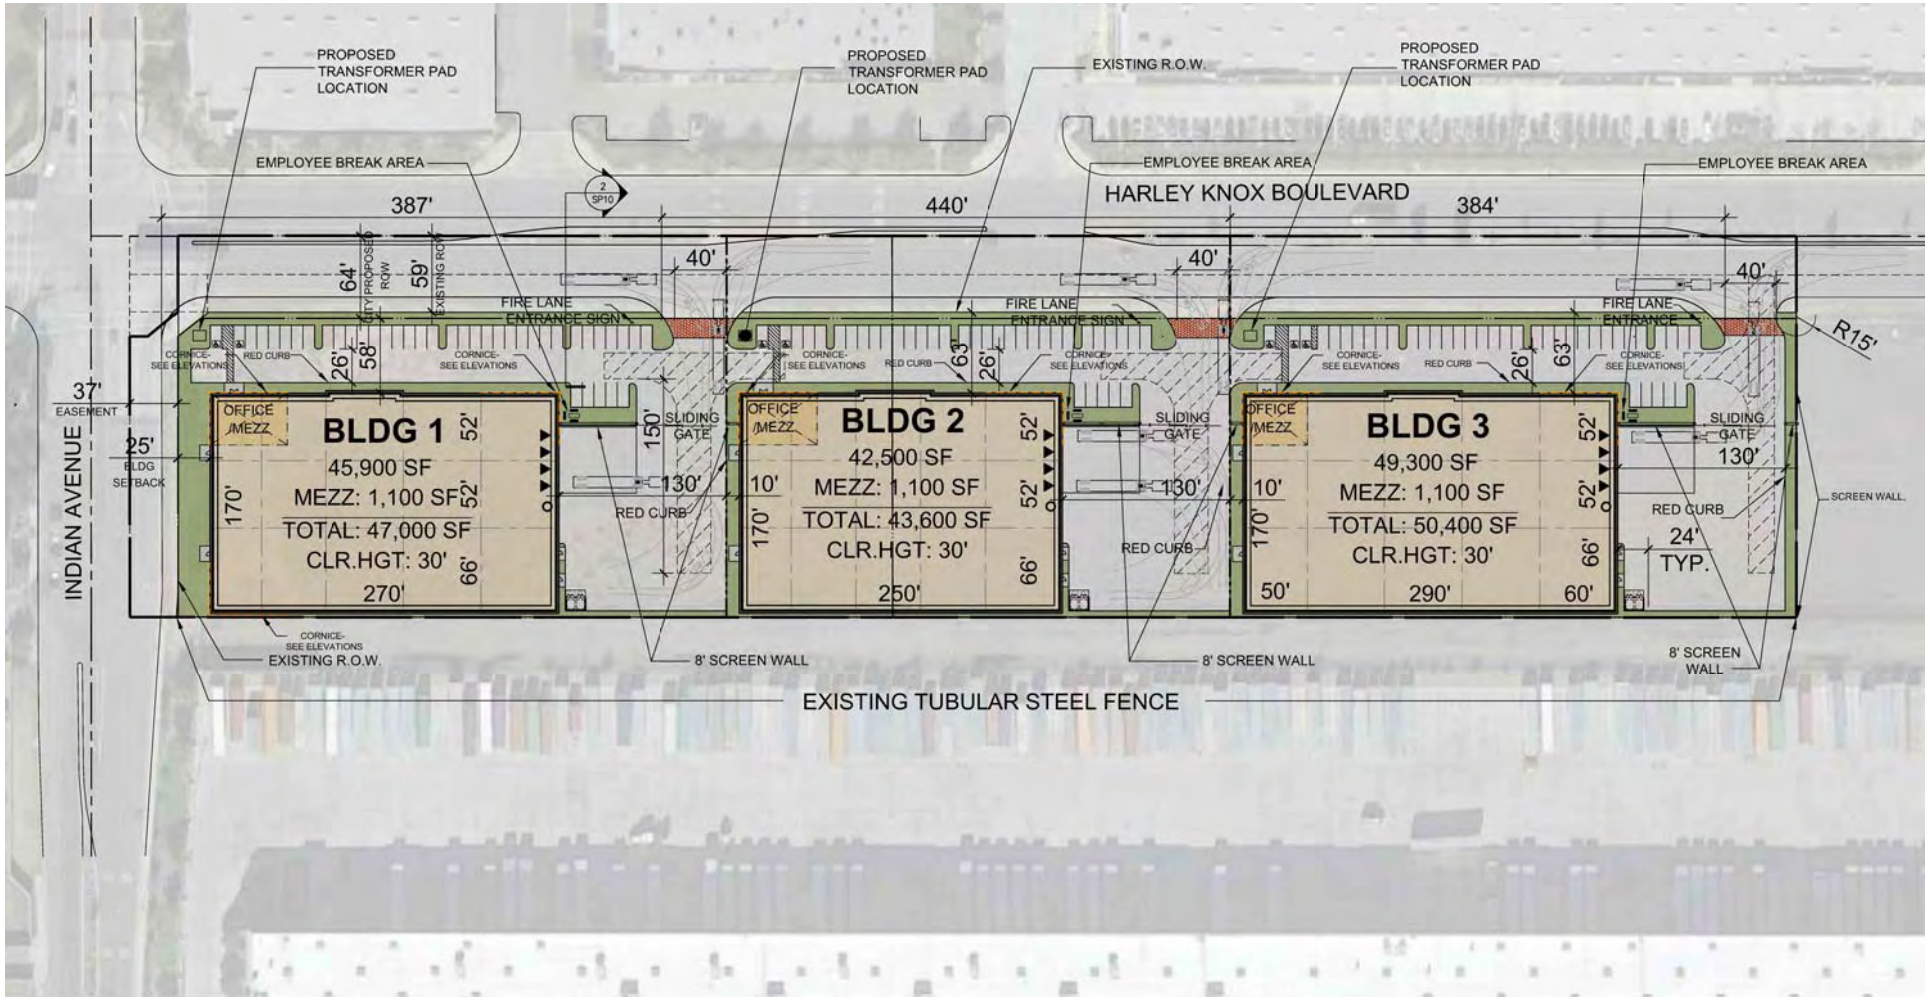 PROPOSED
TRANSFORMER PAD
LOCATION
PROPOSED
TRANSFORMER PAD
LOCATION
EXISTING R.O.W.
PROPOSED
TRANSFORMER PAD
LOCATION
EMPLOYEE BREAK AREA
2
SP10
EMPLOYEE BREAK AREA
EMPLOYEE BREAK AREA
HARLEY KNOX BOULEVARD
387'
440'
384'
64'
CITY PROPOSED
ROW
59'
EXISTING ROW
40'
40'
40'
FIRE LANE
ENTRANCE SIGN
FIRE LANE
ENTRANCE SIGN
FIRE LANE
ENTRANCE
R15'
CORNICE-
SEE ELEVATIONS
RED CURB
26'
58'
CORNICE-
SEE ELEVATIONS
CORNICE-
SEE ELEVATIONS
RED CURB
63'
26'
CORNICE-
SEE ELEVATIONS
CORNICE-
SEE ELEVATIONS
RED CURB
26'
63'
CORNICE-
SEE ELEVATIONS
37'
EASEMENT
25'
BLDG
SETBACK
INDIAN AVENUE
OFFICE
/MEZZ
BLDG 1
45,900 SF
MEZZ: 1,100 SF
TOTAL: 47,000 SF
CLR.HGT: 30'
270'
170'
52'
52'
66'
150'
SLIDING
GATE
130'
RED CURB
OFFICE
/MEZZ
BLDG 2
42,500 SF
MEZZ: 1,100 SF
TOTAL: 43,600 SF
CLR.HGT: 30'
250'
10'
170'
52'
52'
66'
SLIDING
GATE
130'
RED CURB
OFFICE
/MEZZ
BLDG 3
49,300 SF
MEZZ: 1,100 SF
TOTAL: 50,400 SF
CLR.HGT: 30'
50'
290'
60'
10'
170'
52'
52'
66'
SLIDING
GATE
130'
RED CURB
24'
TYP.
SCREEN WALL
CORNICE-
SEE ELEVATIONS
EXISTING R.O.W.
8' SCREEN WALL
8' SCREEN WALL
8' SCREEN
WALL
EXISTING TUBULAR STEEL FENCE